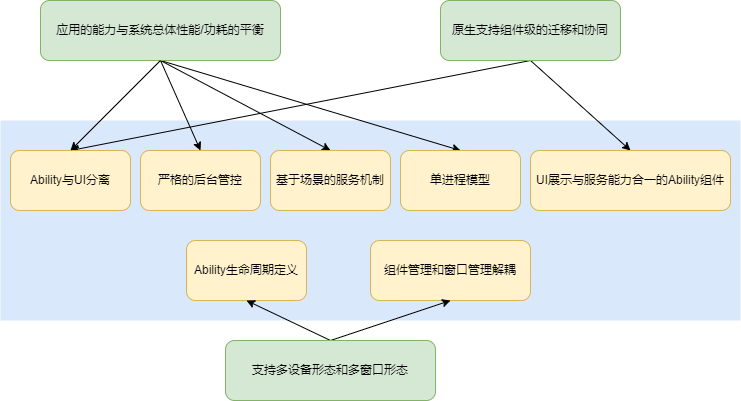 应用的能力与系统总体性能/功耗的平衡
原生支持组件级的迁移和协同
Ability与UI分离
严格的后台管控
基于场景的服务机制
单进程模型
UI展示与服务能力合一的Ability组件
Ability生命周期定义
组件管理和窗口管理解耦
支持多设备形态和多窗口形态